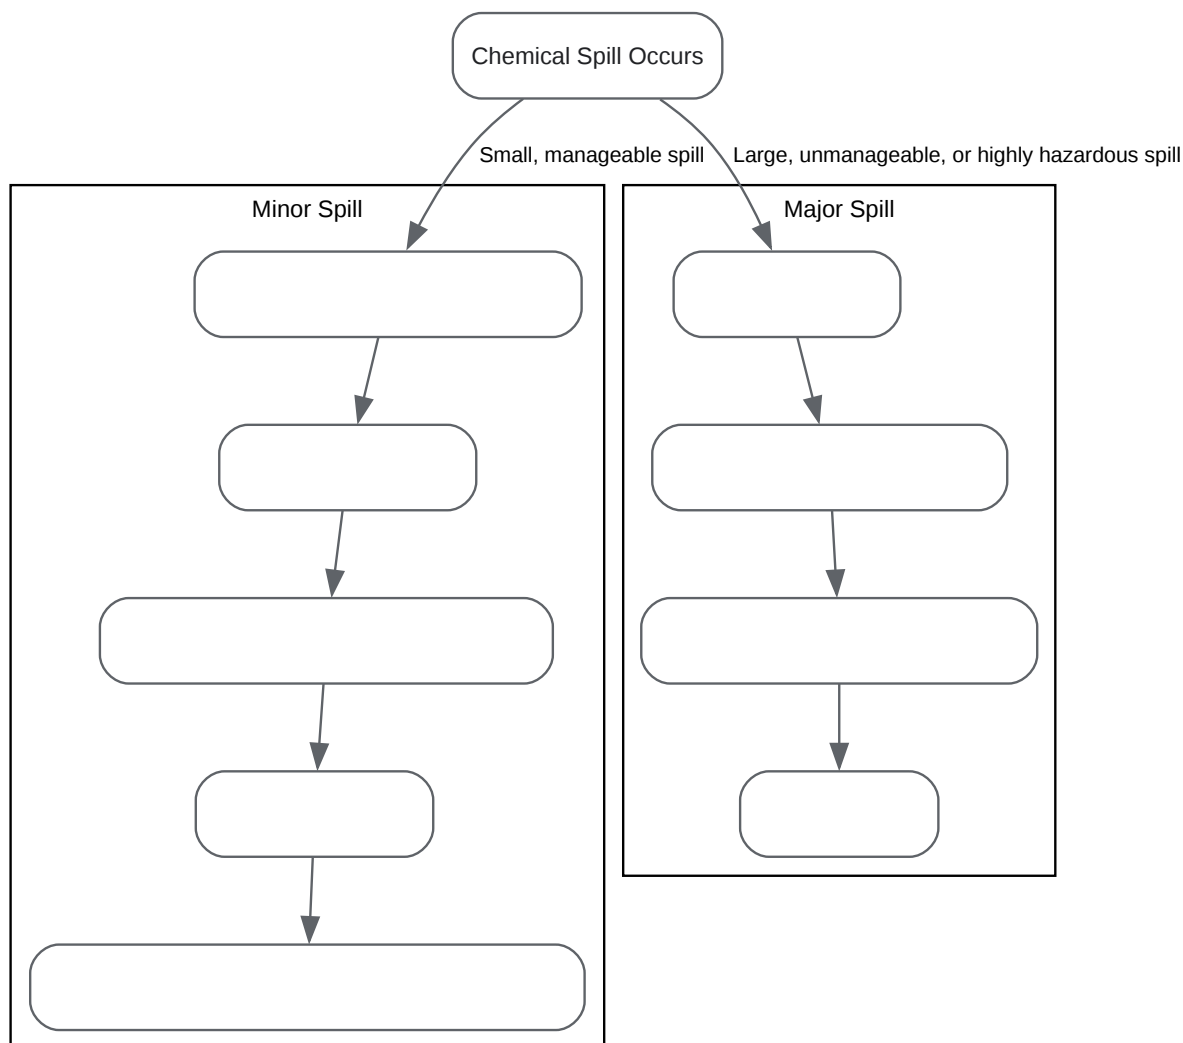 Chemical Spill Occurs
Small, manageable spill
Large, unmanageable, or highly hazardous spill
Minor Spill
Major Spill